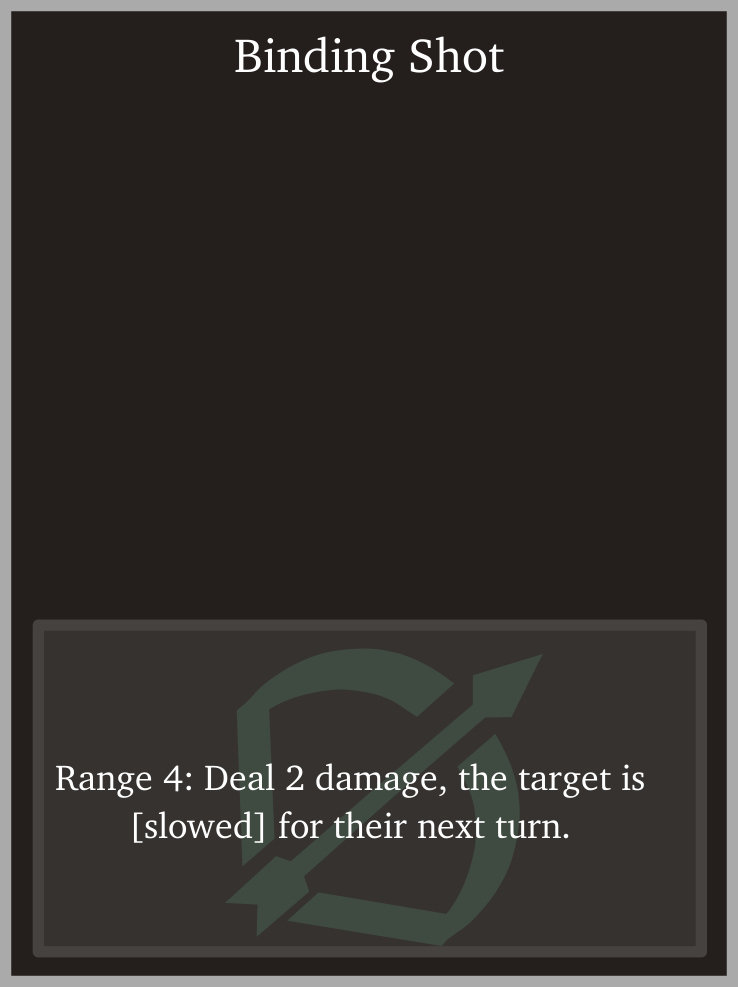 Binding Shot
Range 4: Deal 2 damage, the target is
[slowed] for their next turn.